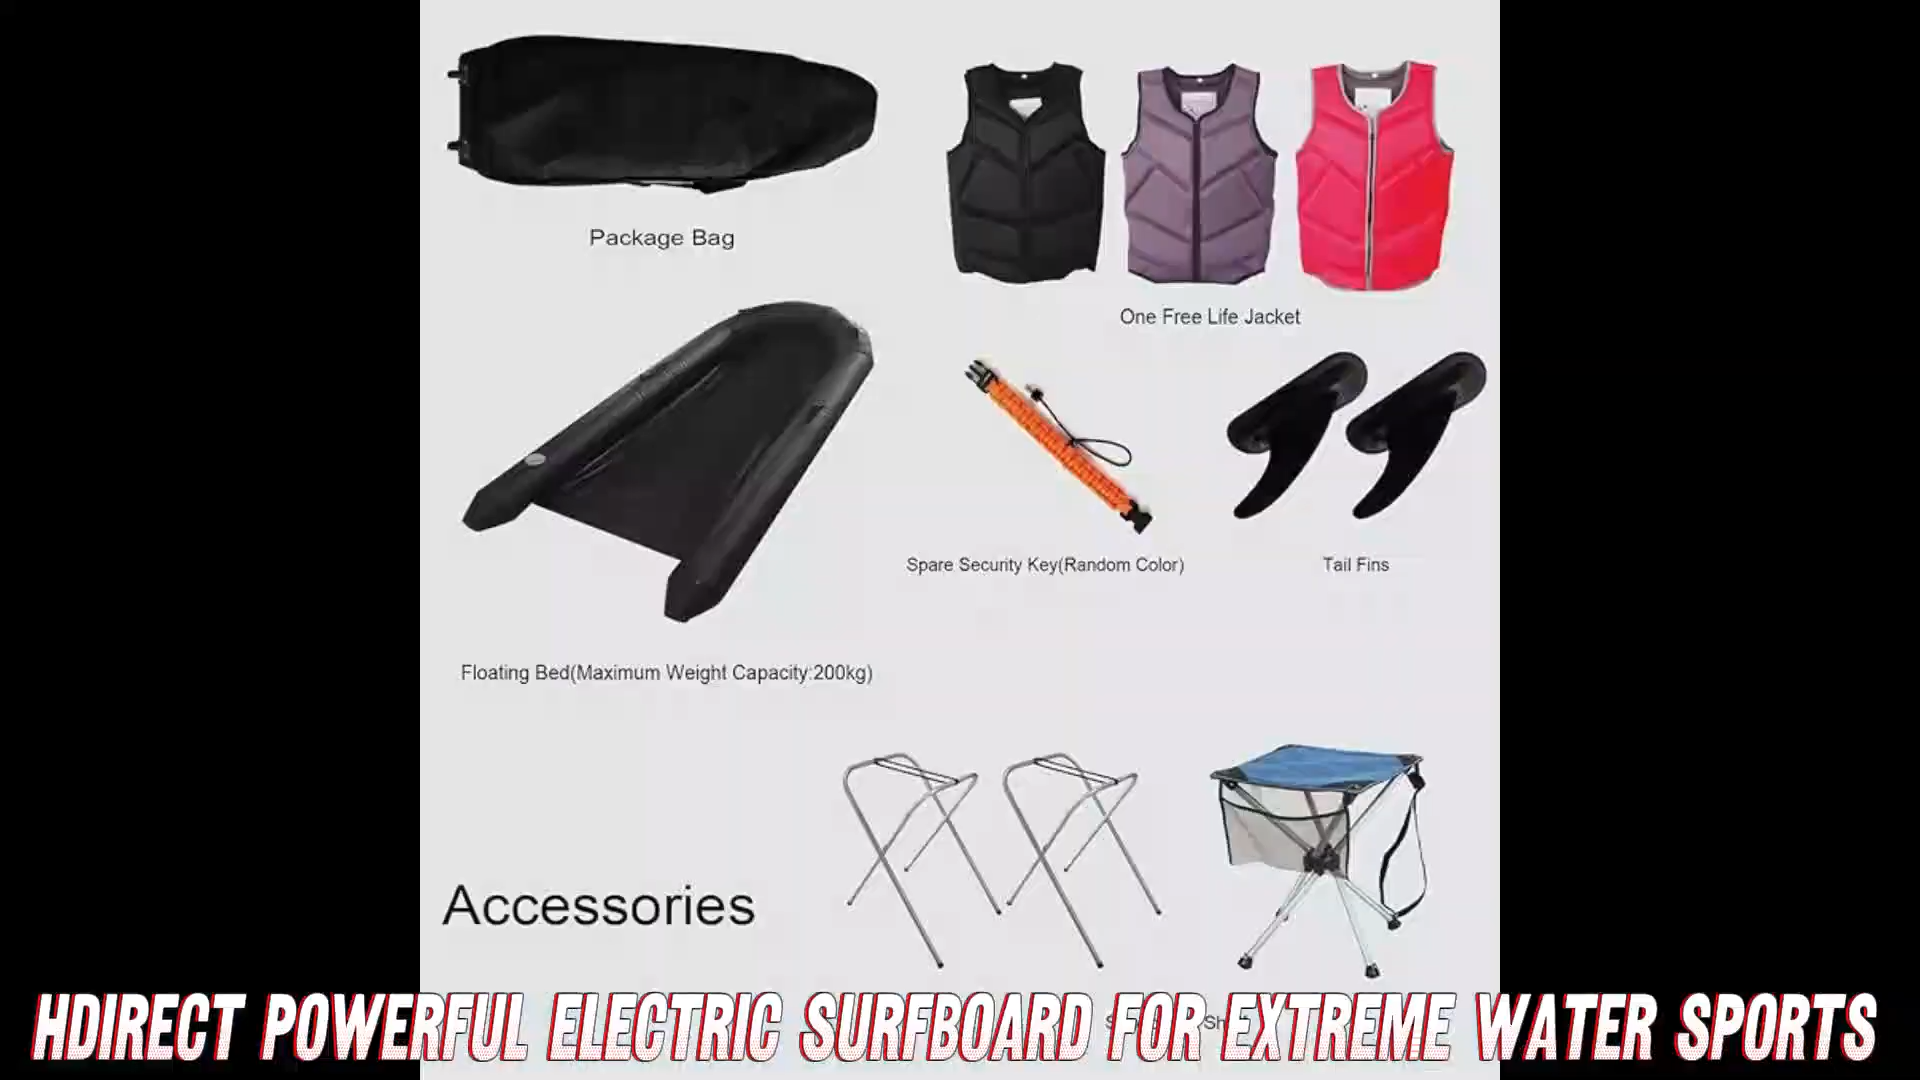 Package Bag
One Free Life Jacket
Spare Security Key(Random Color)
Tail Fins
Floating Bed(Maximum Weight Capacity:200kg)
Accessories
HDIRECT POWERFUL ELECTRIC SURFBOARD FOR EXTREME WATER SPORTS